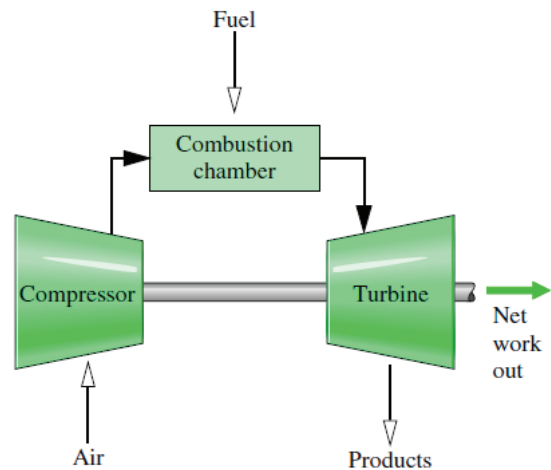 Fuel
Combustion
chamber
Compressor
Turbine
Net
work
out
Air
Products